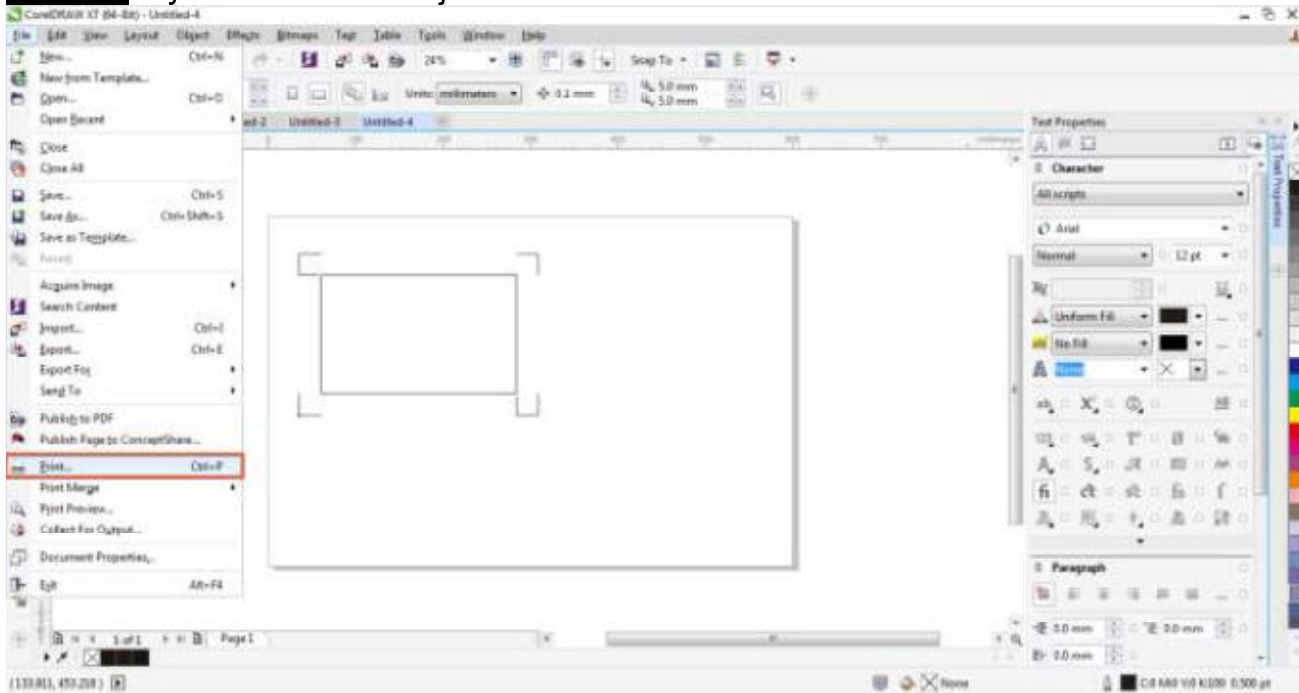 CorelDRAW X7 (64-Bit) - Untitled-4
File Edit View Layout Object Effects Bitmaps Text Table Tools Window Help
New... Ctrl+N
New from Template...
Open... Ctrl+O
Open Recent
Close
Close All
Save... Ctrl+S
Save As... Ctrl+Shift+S
Save as Template...
Revert
Acquire Image
Search Content
Import... Ctrl+I
Export... Ctrl+E
Export For
Send To
Publish to PDF
Publish Page to ConceptShare...
Print... Ctrl+P
Print Merge
Print Preview...
Collect For Output...
Document Properties...
Exit Alt+F4
24% Snap To
Units: millimeters 0.1 mm 5.0 mm
5.0 mm
ed-2 Untitled-3 Untitled-4
millimeters
Text Properties
Character
All scripts
Arial
Normal 12 pt
Uniform Fill
No Fill
None
Paragraph
0.0 mm 0.0 mm
0.0 mm
Text Properties
1 of 1 Page 1
None
C:0 M:0 Y:0 K:100 0.500 pt